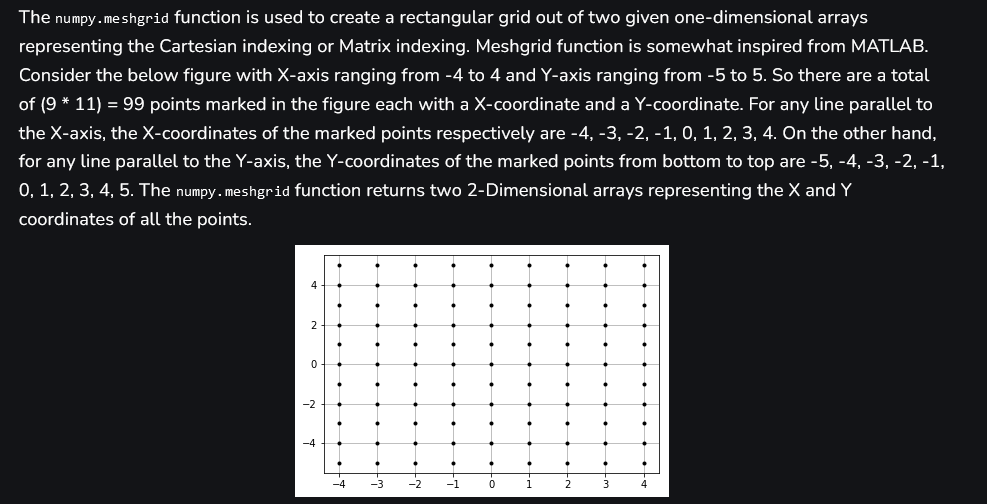 The numpy.meshgrid function is used to create a rectangular grid out of two given one-dimensional arrays
representing the Cartesian indexing or Matrix indexing. Meshgrid function is somewhat inspired from MATLAB.
Consider the below figure with X-axis ranging from -4 to 4 and Y-axis ranging from -5 to 5. So there are a total
of (9 * 11) = 99 points marked in the figure each with a X-coordinate and a Y-coordinate. For any line parallel to
the X-axis, the X-coordinates of the marked points respectively are -4, -3, -2, -1, 0, 1, 2, 3, 4. On the other hand,
for any line parallel to the Y-axis, the Y-coordinates of the marked points from bottom to top are -5, -4, -3, -2, -1,
0, 1, 2, 3, 4, 5. The numpy.meshgrid function returns two 2-Dimensional arrays representing the X and Y
coordinates of all the points.
4
2
0
−2
−4
−4 −3 −2 −1 0 1 2 3 4